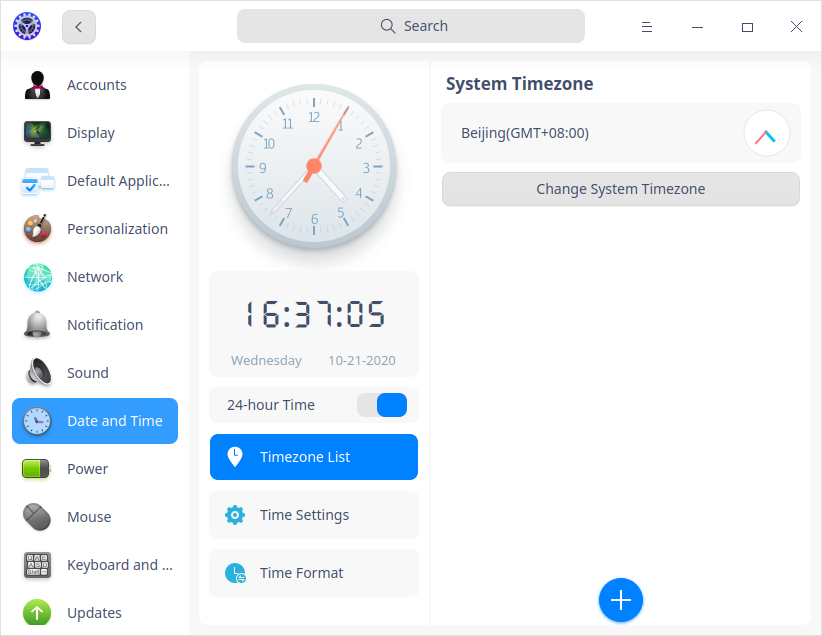 Search
Accounts
Display
Default Applic...
Personalization
Network
Notification
Sound
Date and Time
Power
Mouse
Keyboard and ...
Updates
12
1
2
3
4
5
6
7
8
9
10
11
16:37:05
Wednesday 10-21-2020
24-hour Time
Timezone List
Time Settings
Time Format
System Timezone
Beijing(GMT+08:00)
Change System Timezone